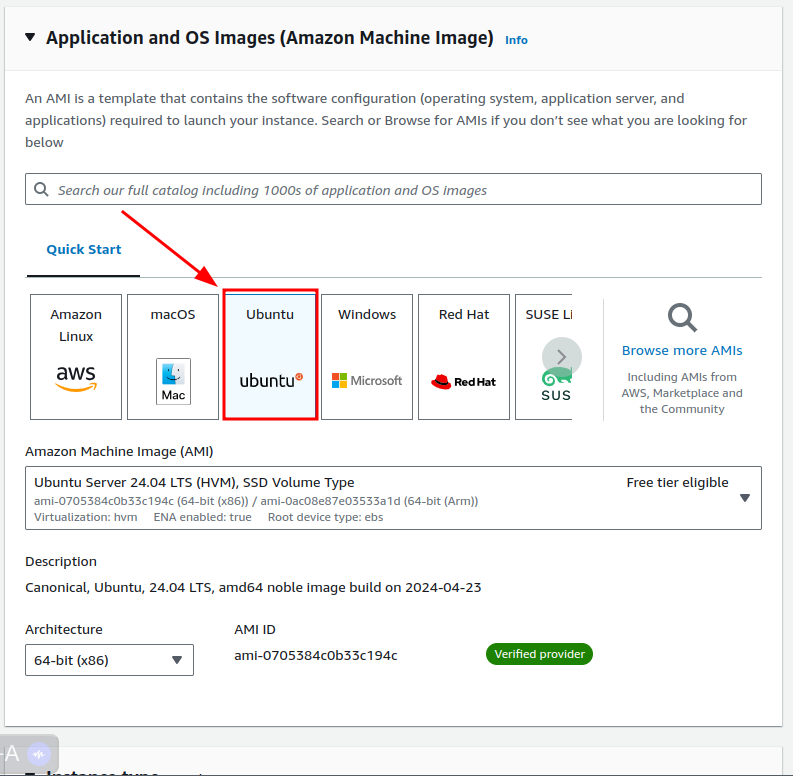 Application and OS Images (Amazon Machine Image) Info
An AMI is a template that contains the software configuration (operating system, application server, and
applications) required to launch your instance. Search or Browse for AMIs if you don't see what you are looking for
below
Search our full catalog including 1000s of application and OS images
Quick Start
Amazon
Linux
aws
macOS
Mac
Ubuntu
ubuntu
Windows
Microsoft
Red Hat
Red Hat
SUSE Li
SUS
Browse more AMIs
Including AMIs from
AWS, Marketplace and
the Community
Amazon Machine Image (AMI)
Ubuntu Server 24.04 LTS (HVM), SSD Volume Type
Free tier eligible
ami-0705384c0b33c194c (64-bit (x86)) / ami-0ac08e87e03533a1d (64-bit (Arm))
Virtualization: hvm ENA enabled: true Root device type: ebs
Description
Canonical, Ubuntu, 24.04 LTS, amd64 noble image build on 2024-04-23
Architecture
64-bit (x86)
AMI ID
ami-0705384c0b33c194c
Verified provider